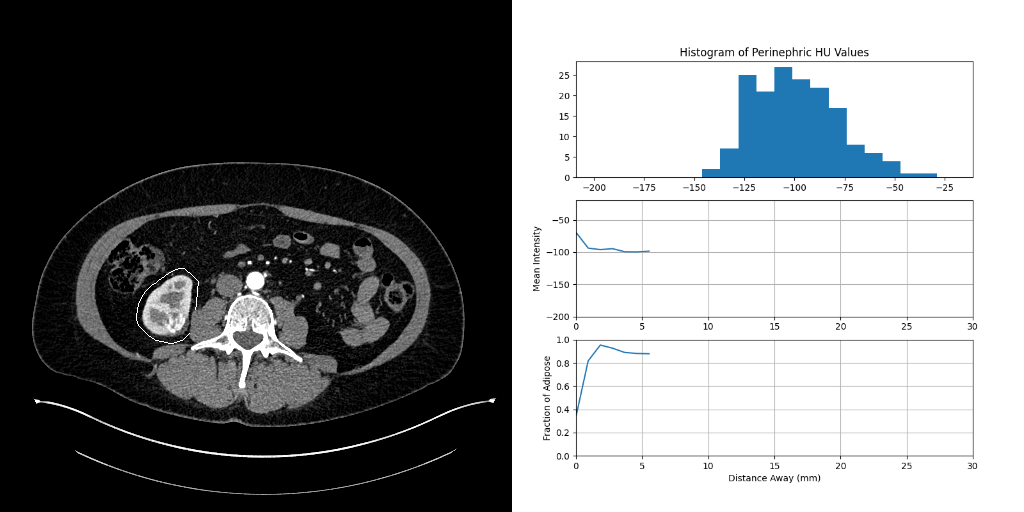 Histogram of Perinephric HU Values
25
20
15
10
5
0
−200 −175 −150 −125 −100 −75 −50 −25
Mean Intensity
−50
−100
−150
−200
0 5 10 15 20 25 30
Fraction of Adipose
1.0
0.8
0.6
0.4
0.2
0.0
0 5 10 15 20 25 30
Distance Away (mm)